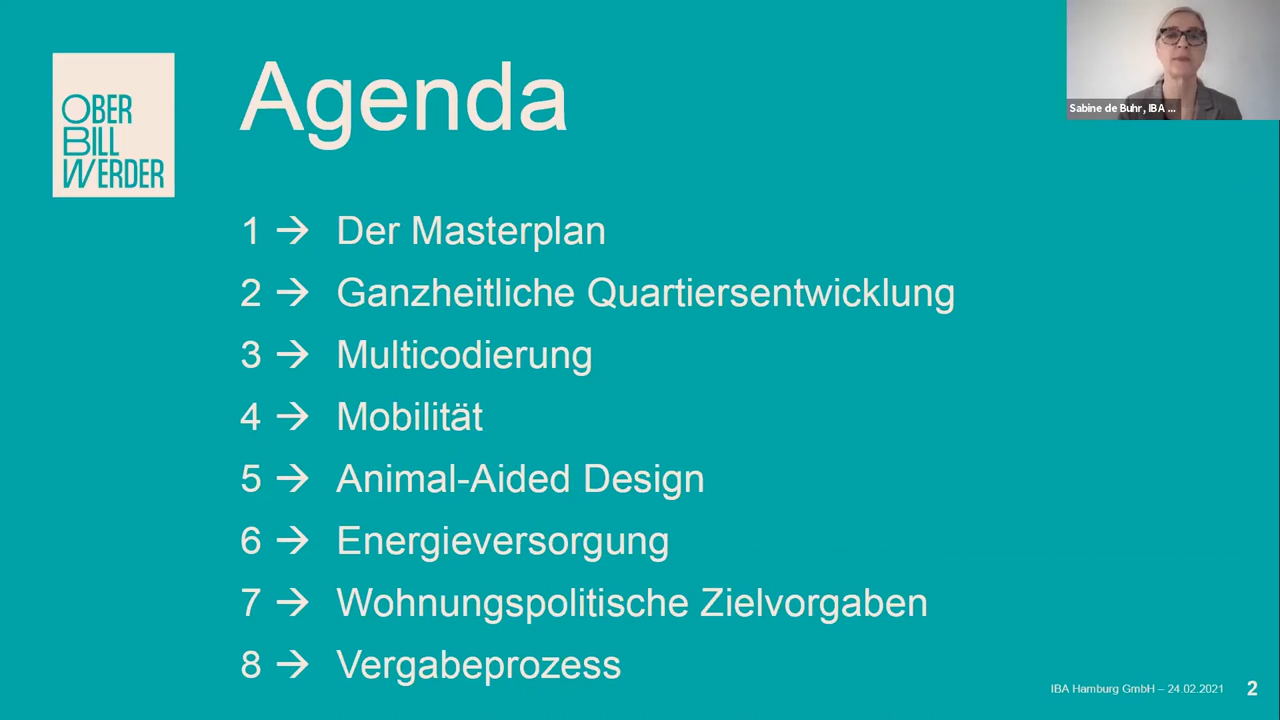 OBER
BILL
WERDER
Agenda
Sabine de Buhr, IBA ...
1 → Der Masterplan
2 → Ganzheitliche Quartiersentwicklung
3 → Multicodierung
4 → Mobilität
5 → Animal-Aided Design
6 → Energieversorgung
7 → Wohnungspolitische Zielvorgaben
8 → Vergabeprozess
IBA Hamburg GmbH – 24.02.2021 2